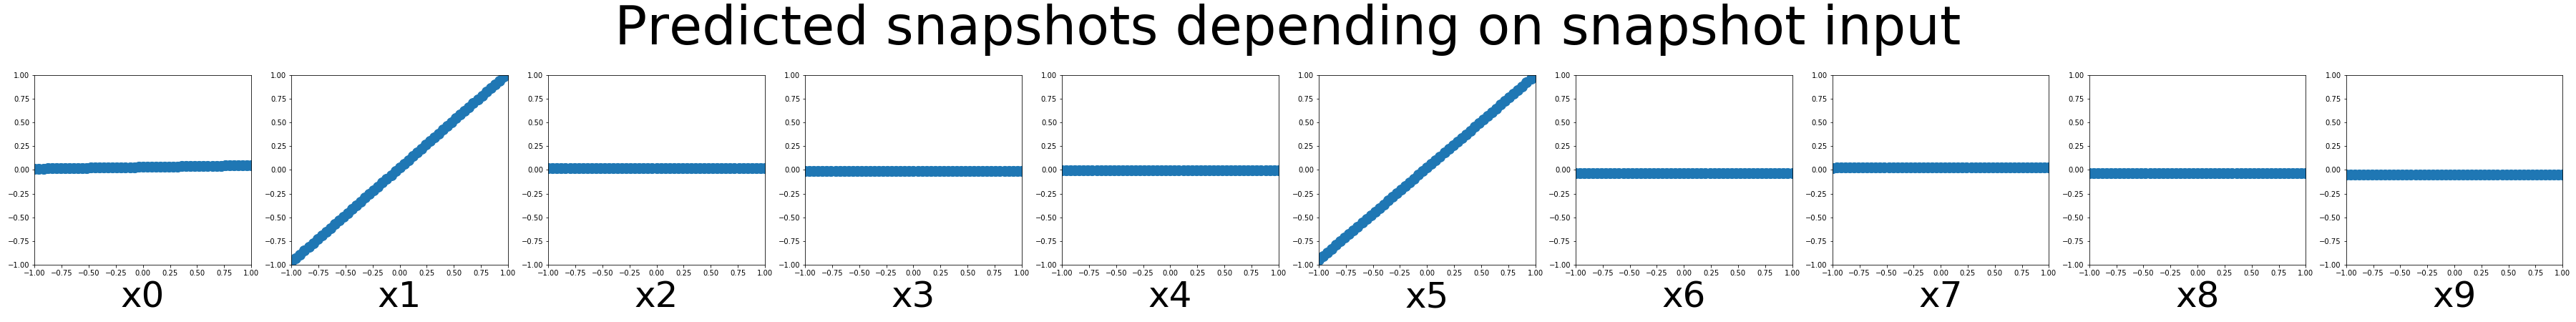 Predicted snapshots depending on snapshot input
1.00 1.00 1.00 1.00 1.00 1.00 1.00 1.00 1.00 1.00
0.75 0.75 0.75 0.75 0.75 0.75 0.75 0.75 0.75 0.75
0.50 0.50 0.50 0.50 0.50 0.50 0.50 0.50 0.50 0.50
0.25 0.25 0.25 0.25 0.25 0.25 0.25 0.25 0.25 0.25
0.00 0.00 0.00 0.00 0.00 0.00 0.00 0.00 0.00 0.00
−0.25 −0.25 −0.25 −0.25 −0.25 −0.25 −0.25 −0.25 −0.25 −0.25
−0.50 −0.50 −0.50 −0.50 −0.50 −0.50 −0.50 −0.50 −0.50 −0.50
−0.75 −0.75 −0.75 −0.75 −0.75 −0.75 −0.75 −0.75 −0.75 −0.75
−1.00 −1.00 −1.00 −1.00 −1.00 −1.00 −1.00 −1.00 −1.00 −1.00
−1.00 −0.75 −0.50 −0.25 0.00 0.25 0.50 0.75 1.00 −1.00 −0.75 −0.50 −0.25 0.00 0.25 0.50 0.75 1.00 −1.00 −0.75 −0.50 −0.25 0.00 0.25 0.50 0.75 1.00 −1.00 −0.75 −0.50 −0.25 0.00 0.25 0.50 0.75 1.00 −1.00 −0.75 −0.50 −0.25 0.00 0.25 0.50 0.75 1.00 −1.00 −0.75 −0.50 −0.25 0.00 0.25 0.50 0.75 1.00 −1.00 −0.75 −0.50 −0.25 0.00 0.25 0.50 0.75 1.00 −1.00 −0.75 −0.50 −0.25 0.00 0.25 0.50 0.75 1.00 −1.00 −0.75 −0.50 −0.25 0.00 0.25 0.50 0.75 1.00 −1.00 −0.75 −0.50 −0.25 0.00 0.25 0.50 0.75 1.00
x0 x1 x2 x3 x4 x5 x6 x7 x8 x9